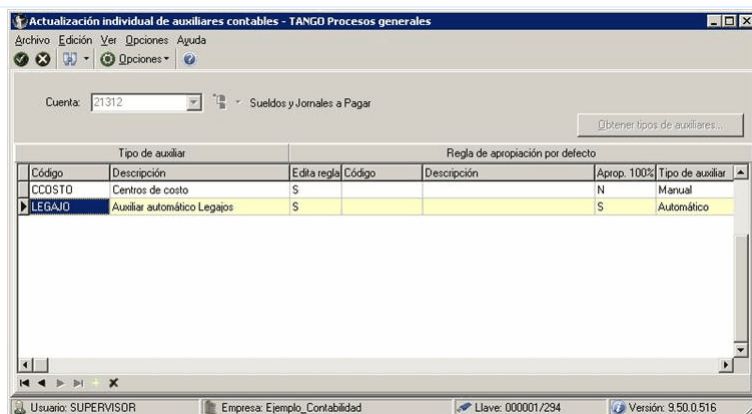 Actualización individual de auxiliares contables - TANGO Procesos generales
Archivo Edición Ver Opciones Ayuda
Opciones
Cuenta: 21312 Sueldos y Jornales a Pagar
Obtener tipos de auxiliares...
Tipo de auxiliar Regla de apropiación por defecto
Código Descripción Edita regla Código Descripción Aprop. 100% Tipo de auxiliar
CCOSTO Centros de costo S N Manual
LEGAJO Auxiliar automático Legajos S S Automático
Usuario: SUPERVISOR Empresa: Ejemplo_Contabilidad Llave: 000001/294 Versión: 9.50.0.516